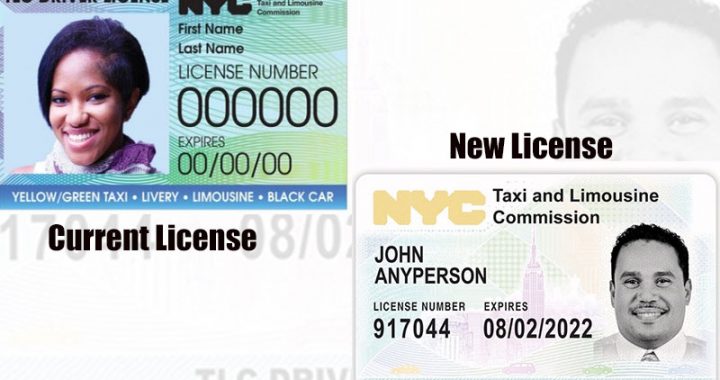 TLC DRIVER LICENSE
NYC Taxi and Limousine
Commission
First Name
Last Name
LICENSE NUMBER
000000
EXPIRES
00/00/00
YELLOW/GREEN TAXI • LIVERY • LIMOUSINE • BLACK CAR
Current License
17044 08/02
New License
NYC Taxi and Limousine
Commission
JOHN
ANYPERSON
LICENSE NUMBER EXPIRES
917044 08/02/2022
TLC DRIV